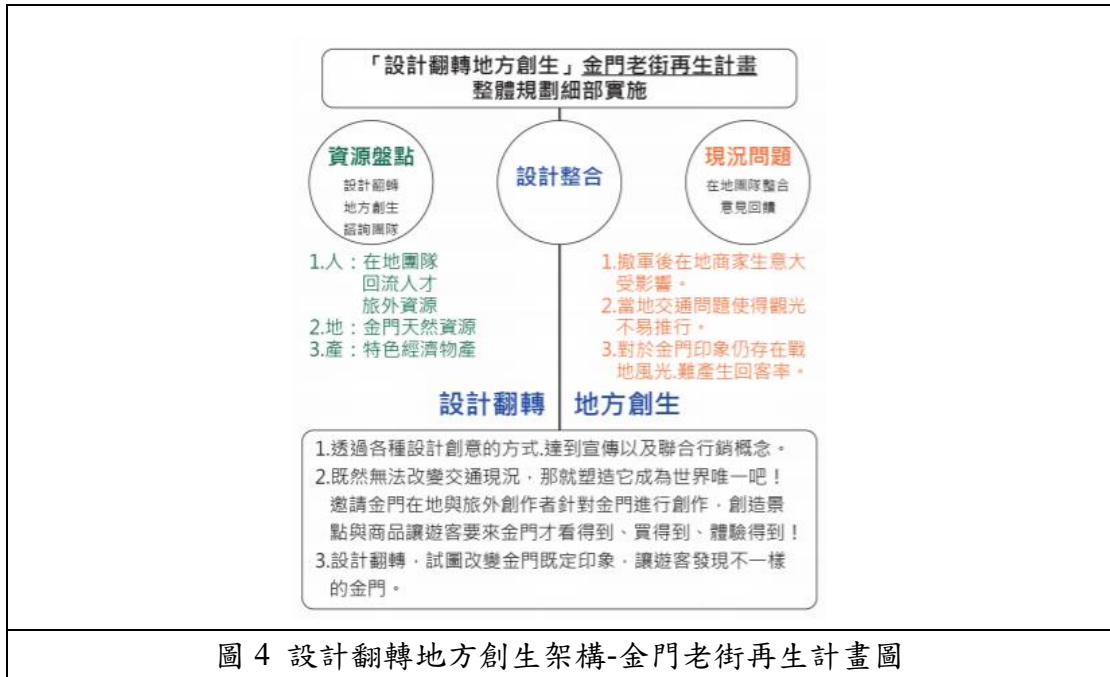 「設計翻轉地方創生」金門老街再生計畫
整體規劃細部實施
資源盤點
設計翻轉
地方創生
諮詢團隊
設計整合
現況問題
在地團隊整合
意見回饋
1.人：在地團隊
回流人才
旅外資源
2.地：金門天然資源
3.產：特色經濟物產
1.撤軍後在地商家生意大
受影響。
2.當地交通問題使得觀光
不易推行。
3.對於金門印象仍存在戰
地風光.難產生回客率。
設計翻轉 地方創生
1.透過各種設計創意的方式.達到宣傳以及聯合行銷概念。
2.既然無法改變交通現況，那就塑造它成為世界唯一吧！
邀請金門在地與旅外創作者針對金門進行創作，創造景
點與商品讓遊客要來金門才看得到、買得到、體驗得到！
3.設計翻轉，試圖改變金門既定印象，讓遊客發現不一樣
的金門。
圖 4 設計翻轉地方創生架構-金門老街再生計畫圖